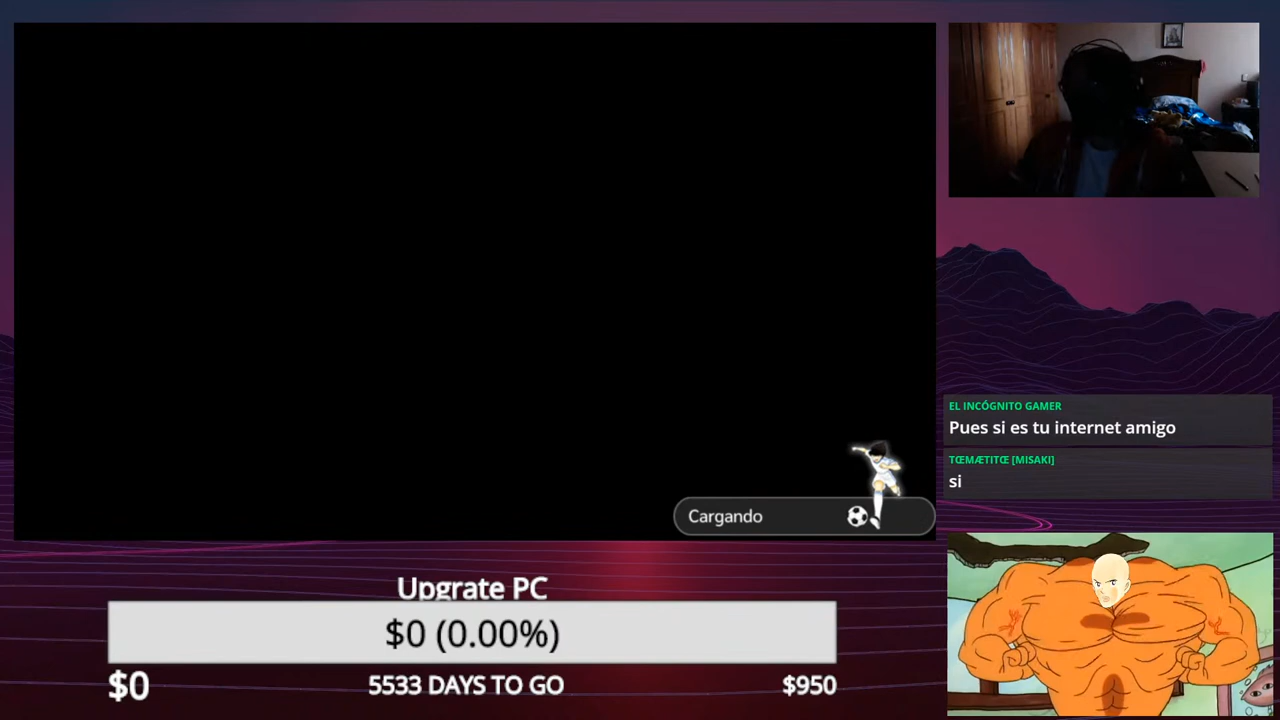 EL INCÓGNITO GAMER
Pues si es tu internet amigo
TŒMÆTITŒ [MISAKI]
si
Cargando
Upgrate PC
$0 (0.00%)
$0
5533 DAYS TO GO
$950